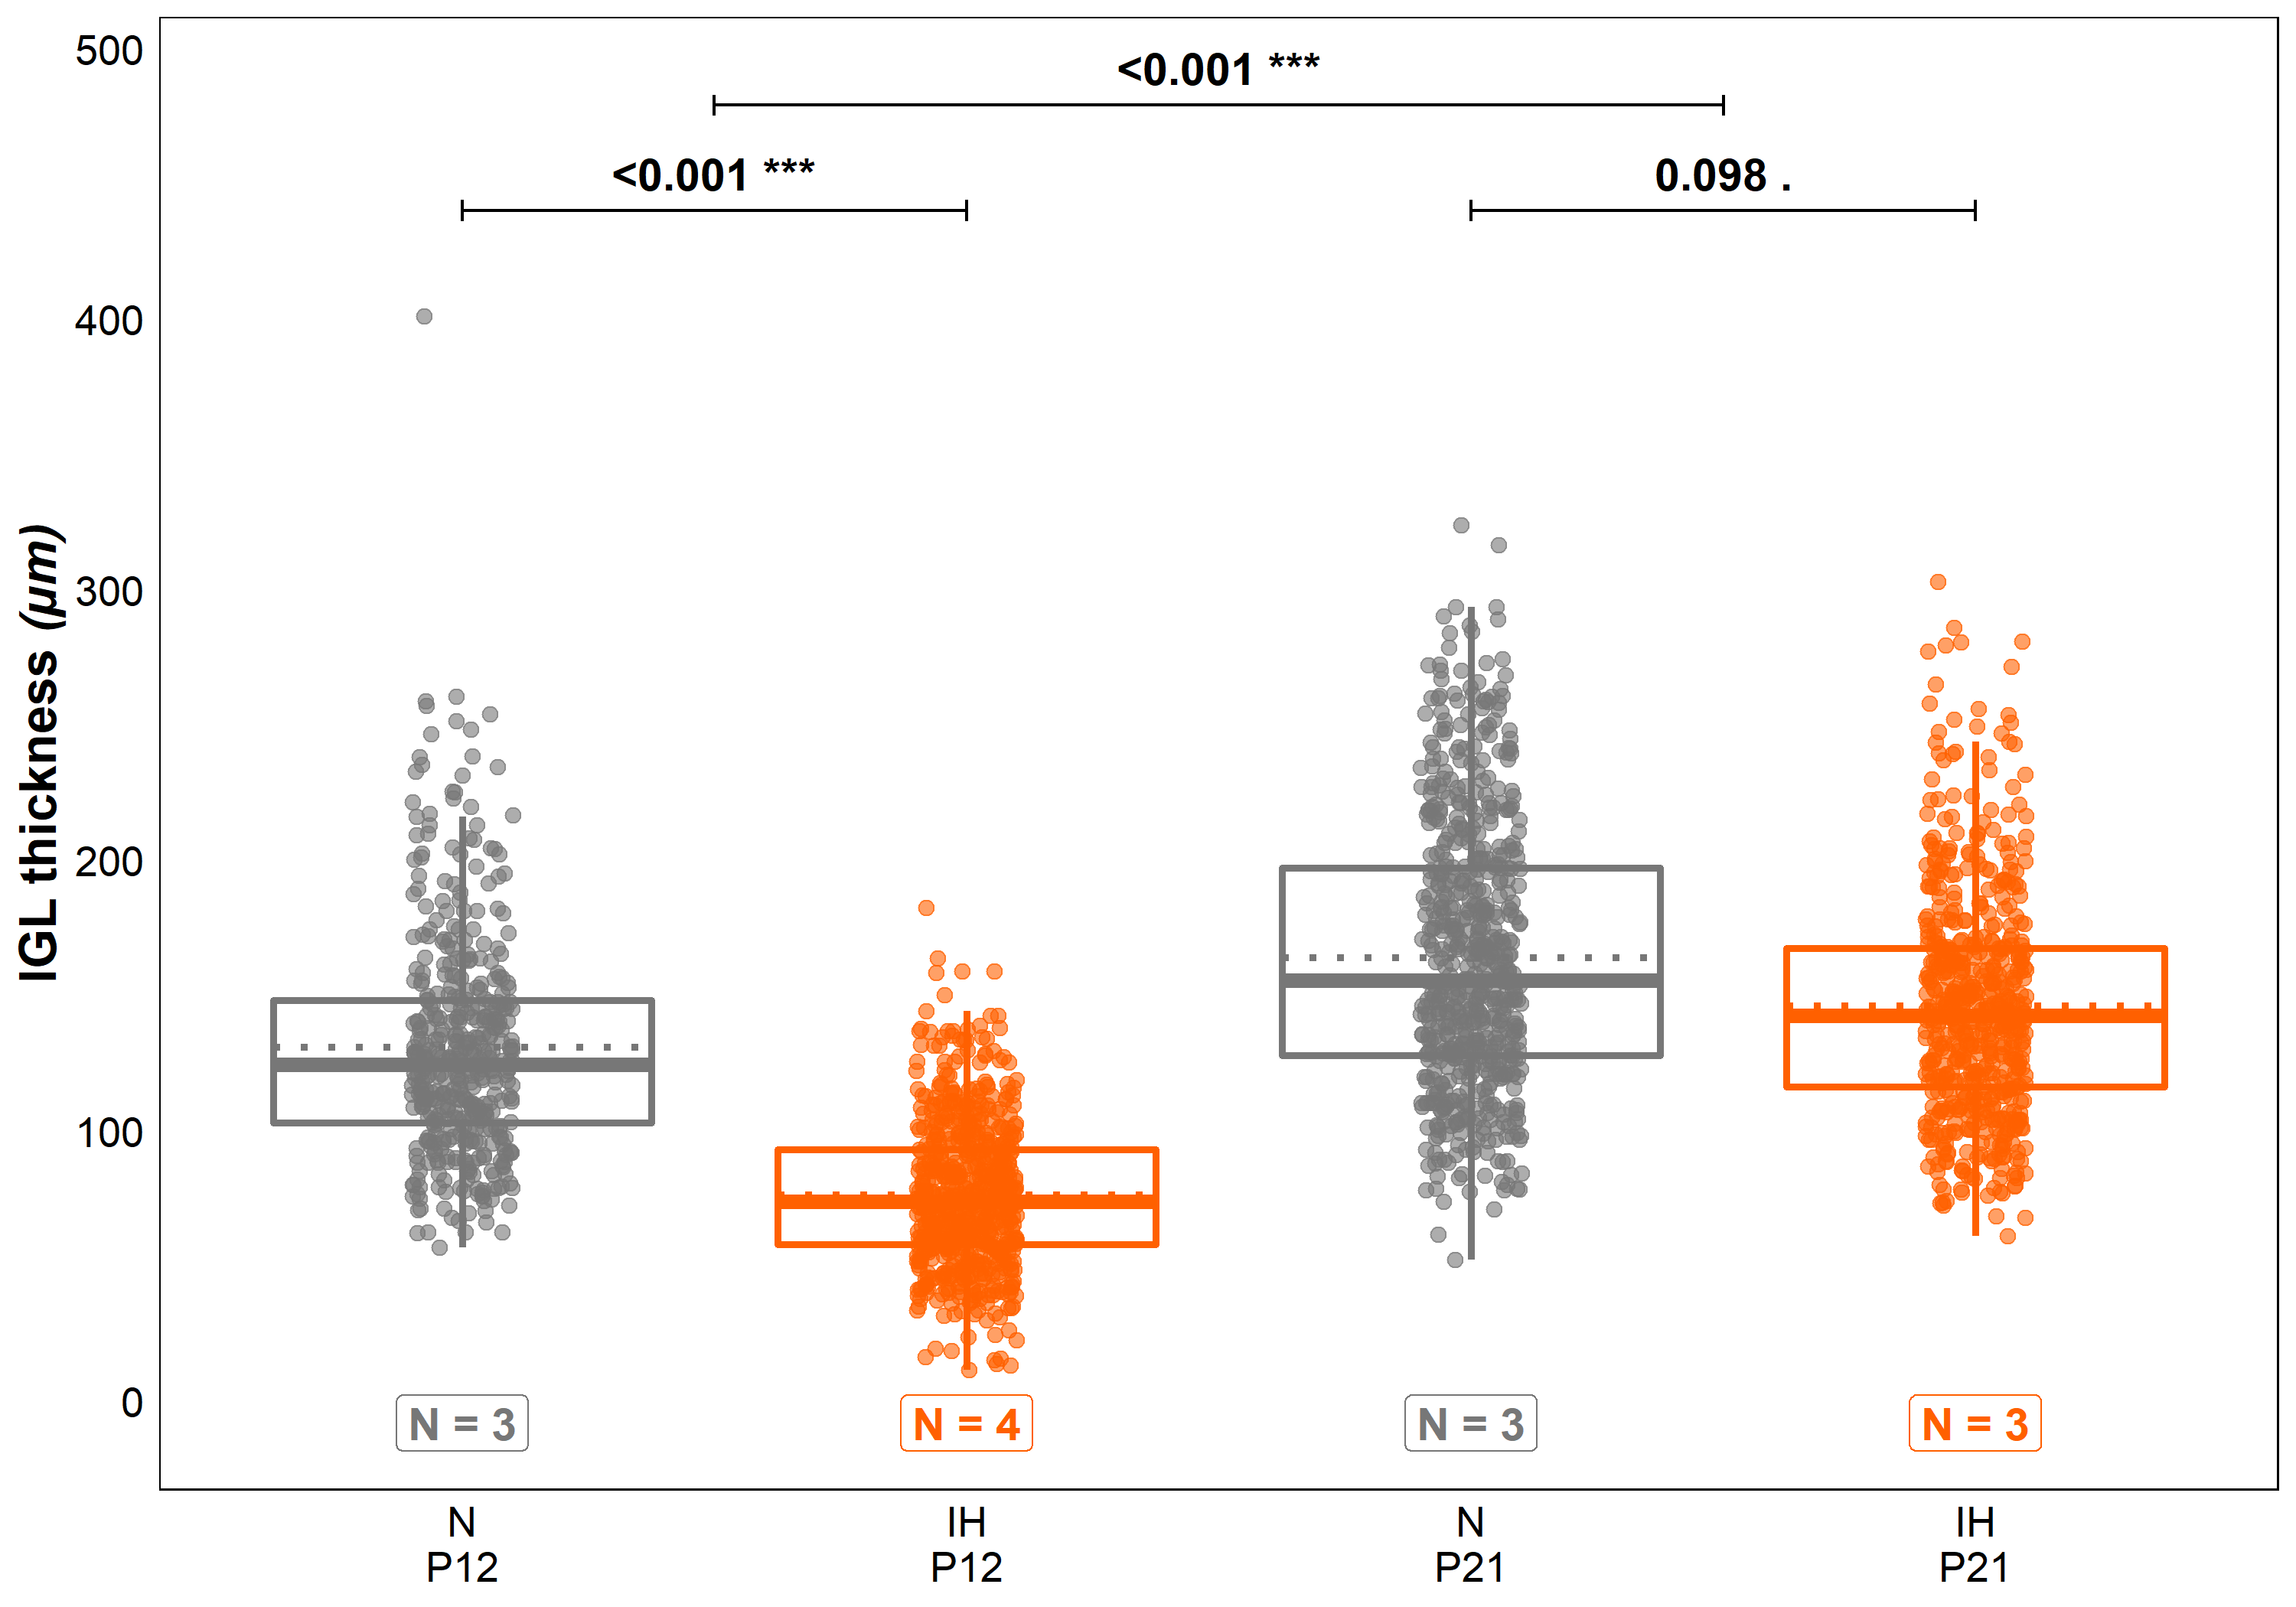 500
<0.001 ***
<0.001 ***
0.098 .
400
300
200
100
0
IGL thickness (µm)
N = 3
N = 4
N = 3
N = 3
N
P12
IH
P12
N
P21
IH
P21